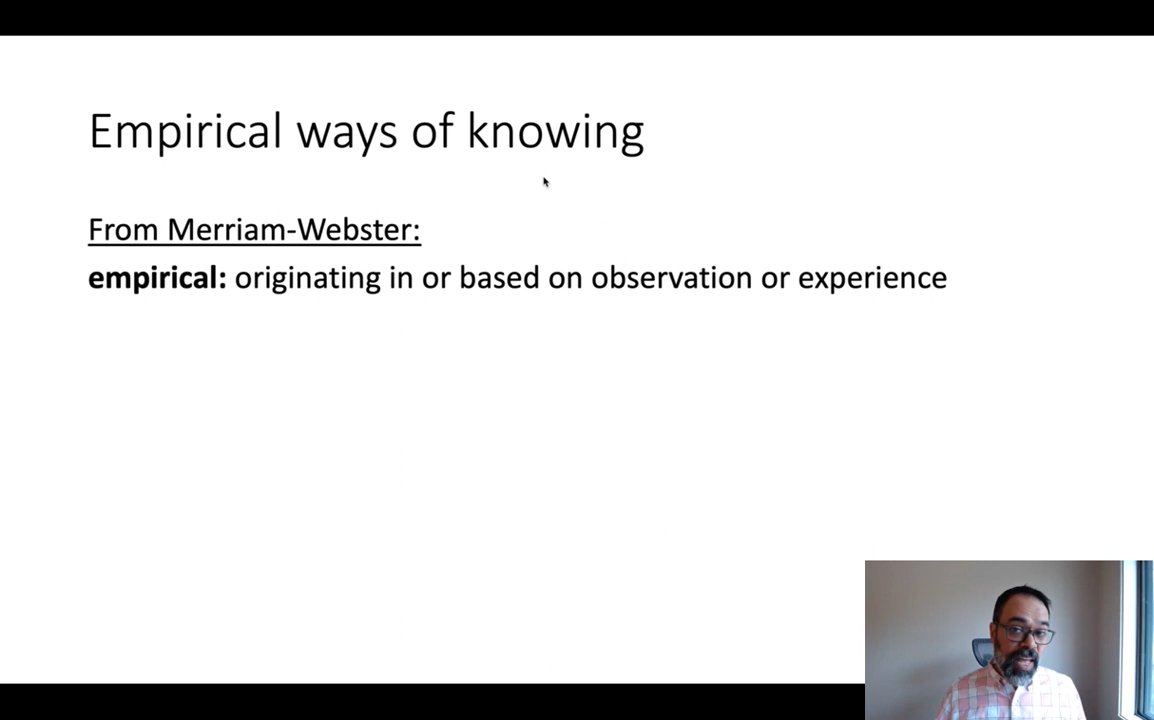 Empirical ways of knowing
From Merriam-Webster:
empirical: originating in or based on observation or experience